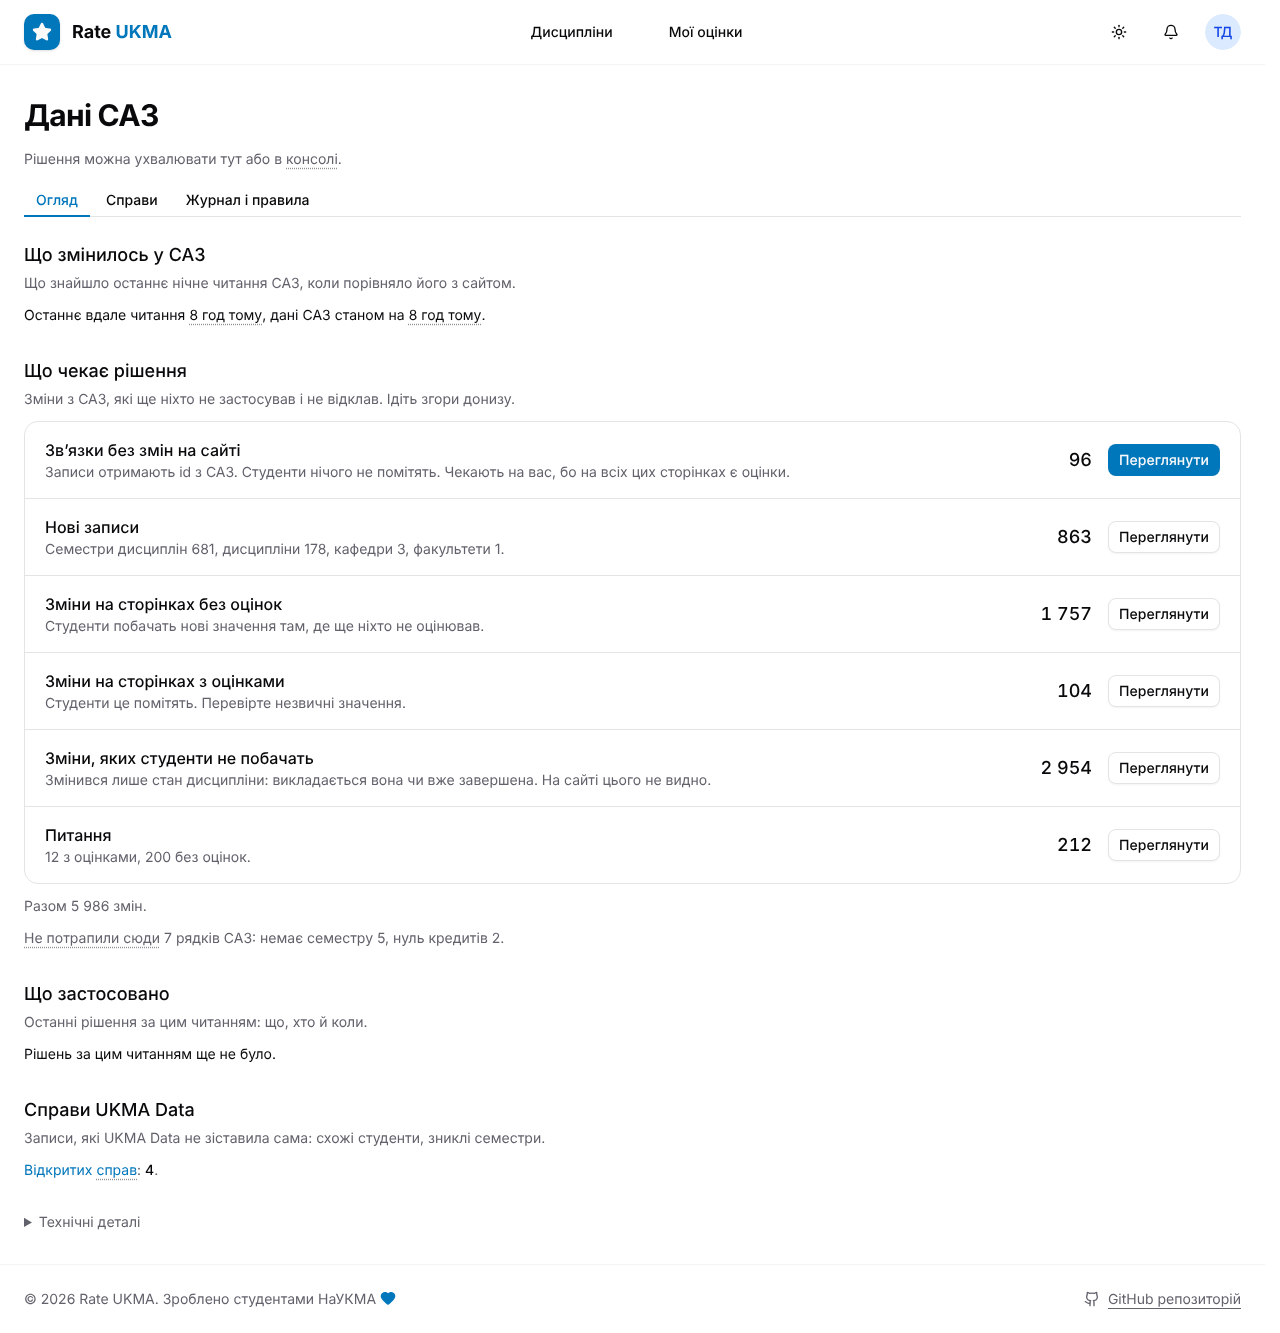 Rate UKMA
Дисципліни
Мої оцінки
ТД
Дані САЗ
Рішення можна ухвалювати тут або в консолі.
Огляд
Справи
Журнал і правила
Що змінилось у САЗ
Що знайшло останнє нічне читання САЗ, коли порівняло його з сайтом.
Останнє вдале читання 8 год тому, дані САЗ станом на 8 год тому.
Що чекає рішення
Зміни з САЗ, які ще ніхто не застосував і не відклав. Ідіть згори донизу.
Зв’язки без змін на сайті
Записи отримають id з САЗ. Студенти нічого не помітять. Чекають на вас, бо на всіх цих сторінках є оцінки.
96
Переглянути
Нові записи
Семестри дисциплін 681, дисципліни 178, кафедри 3, факультети 1.
863
Переглянути
Зміни на сторінках без оцінок
Студенти побачать нові значення там, де ще ніхто не оцінював.
1 757
Переглянути
Зміни на сторінках з оцінками
Студенти це помітять. Перевірте незвичні значення.
104
Переглянути
Зміни, яких студенти не побачать
Змінився лише стан дисципліни: викладається вона чи вже завершена. На сайті цього не видно.
2 954
Переглянути
Питання
12 з оцінками, 200 без оцінок.
212
Переглянути
Разом 5 986 змін.
Не потрапили сюди 7 рядків САЗ: немає семестру 5, нуль кредитів 2.
Що застосовано
Останні рішення за цим читанням: що, хто й коли.
Рішень за цим читанням ще не було.
Справи UKMA Data
Записи, які UKMA Data не зіставила сама: схожі студенти, зниклі семестри.
Відкритих справ: 4.
Технічні деталі
© 2026 Rate UKMA. Зроблено студентами НаУКМА
GitHub репозиторій